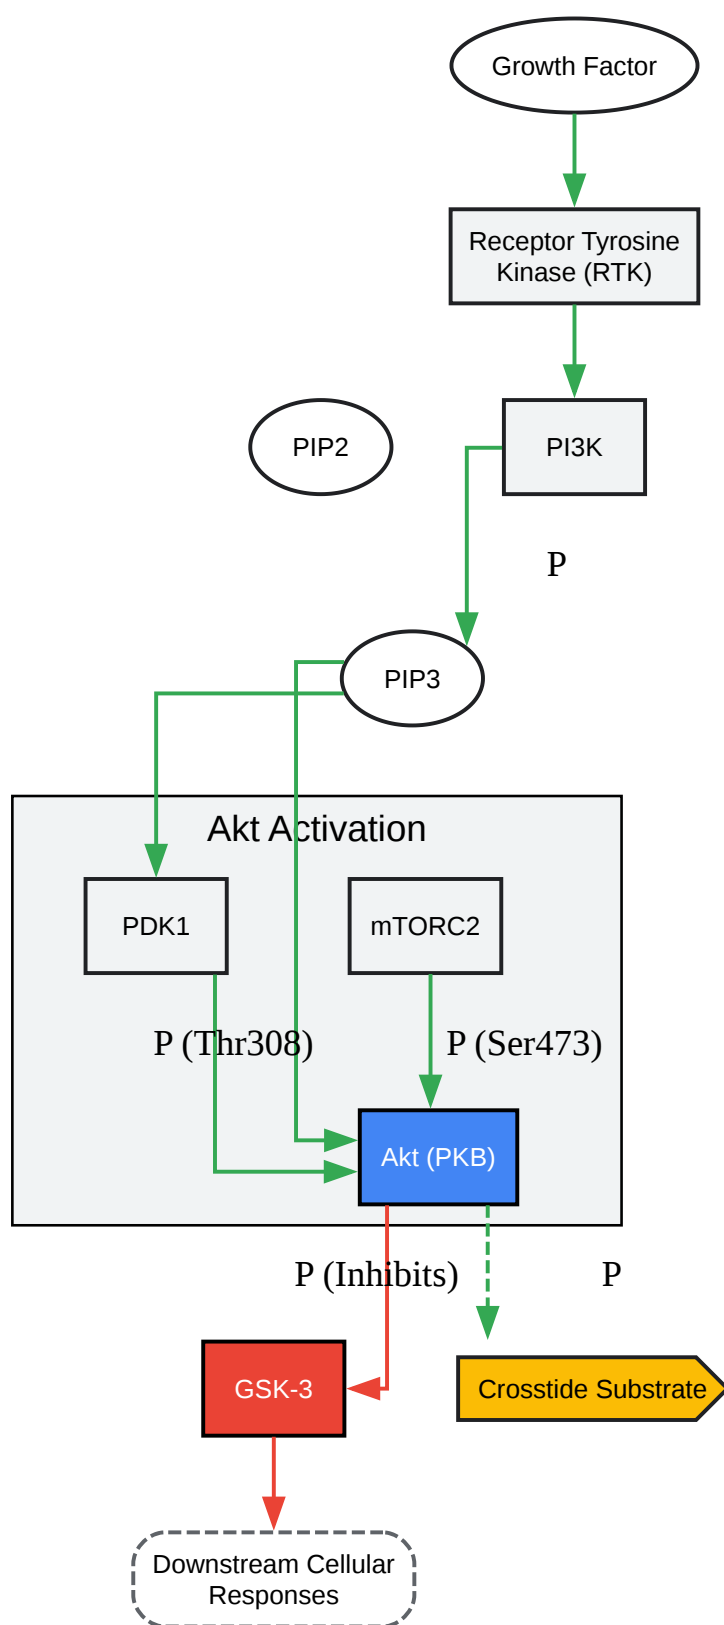 Growth Factor
Receptor Tyrosine
Kinase (RTK)
PIP2
PI3K
P
PIP3
Akt Activation
PDK1
mTORC2
P (Thr308)
P (Ser473)
Akt (PKB)
P (Inhibits)
P
GSK-3
Crosstide Substrate
Downstream Cellular
Responses